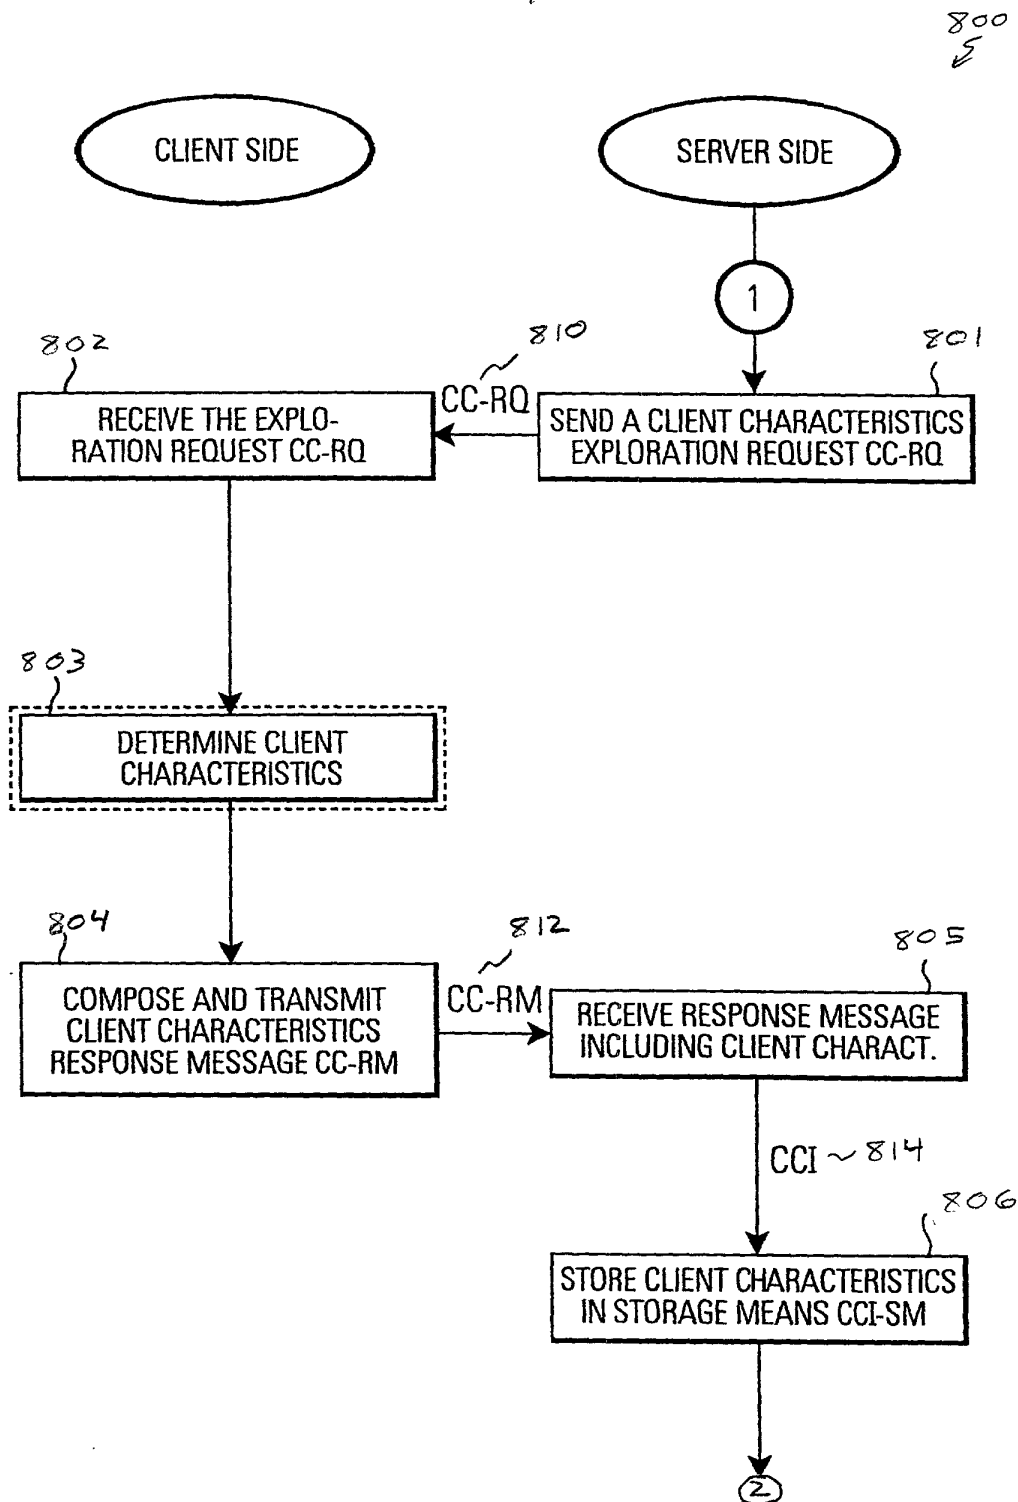 800
CLIENT SIDE
SERVER SIDE
1
802
810
801
CC-RQ
RECEIVE THE EXPLO-
RATION REQUEST CC-RQ
SEND A CLIENT CHARACTERISTICS
EXPLORATION REQUEST CC-RQ
803
DETERMINE CLIENT
CHARACTERISTICS
804
812
805
CC-RM
COMPOSE AND TRANSMIT
CLIENT CHARACTERISTICS
RESPONSE MESSAGE CC-RM
RECEIVE RESPONSE MESSAGE
INCLUDING CLIENT CHARACT.
CCI ~ 814
806
STORE CLIENT CHARACTERISTICS
IN STORAGE MEANS CCI-SM
2